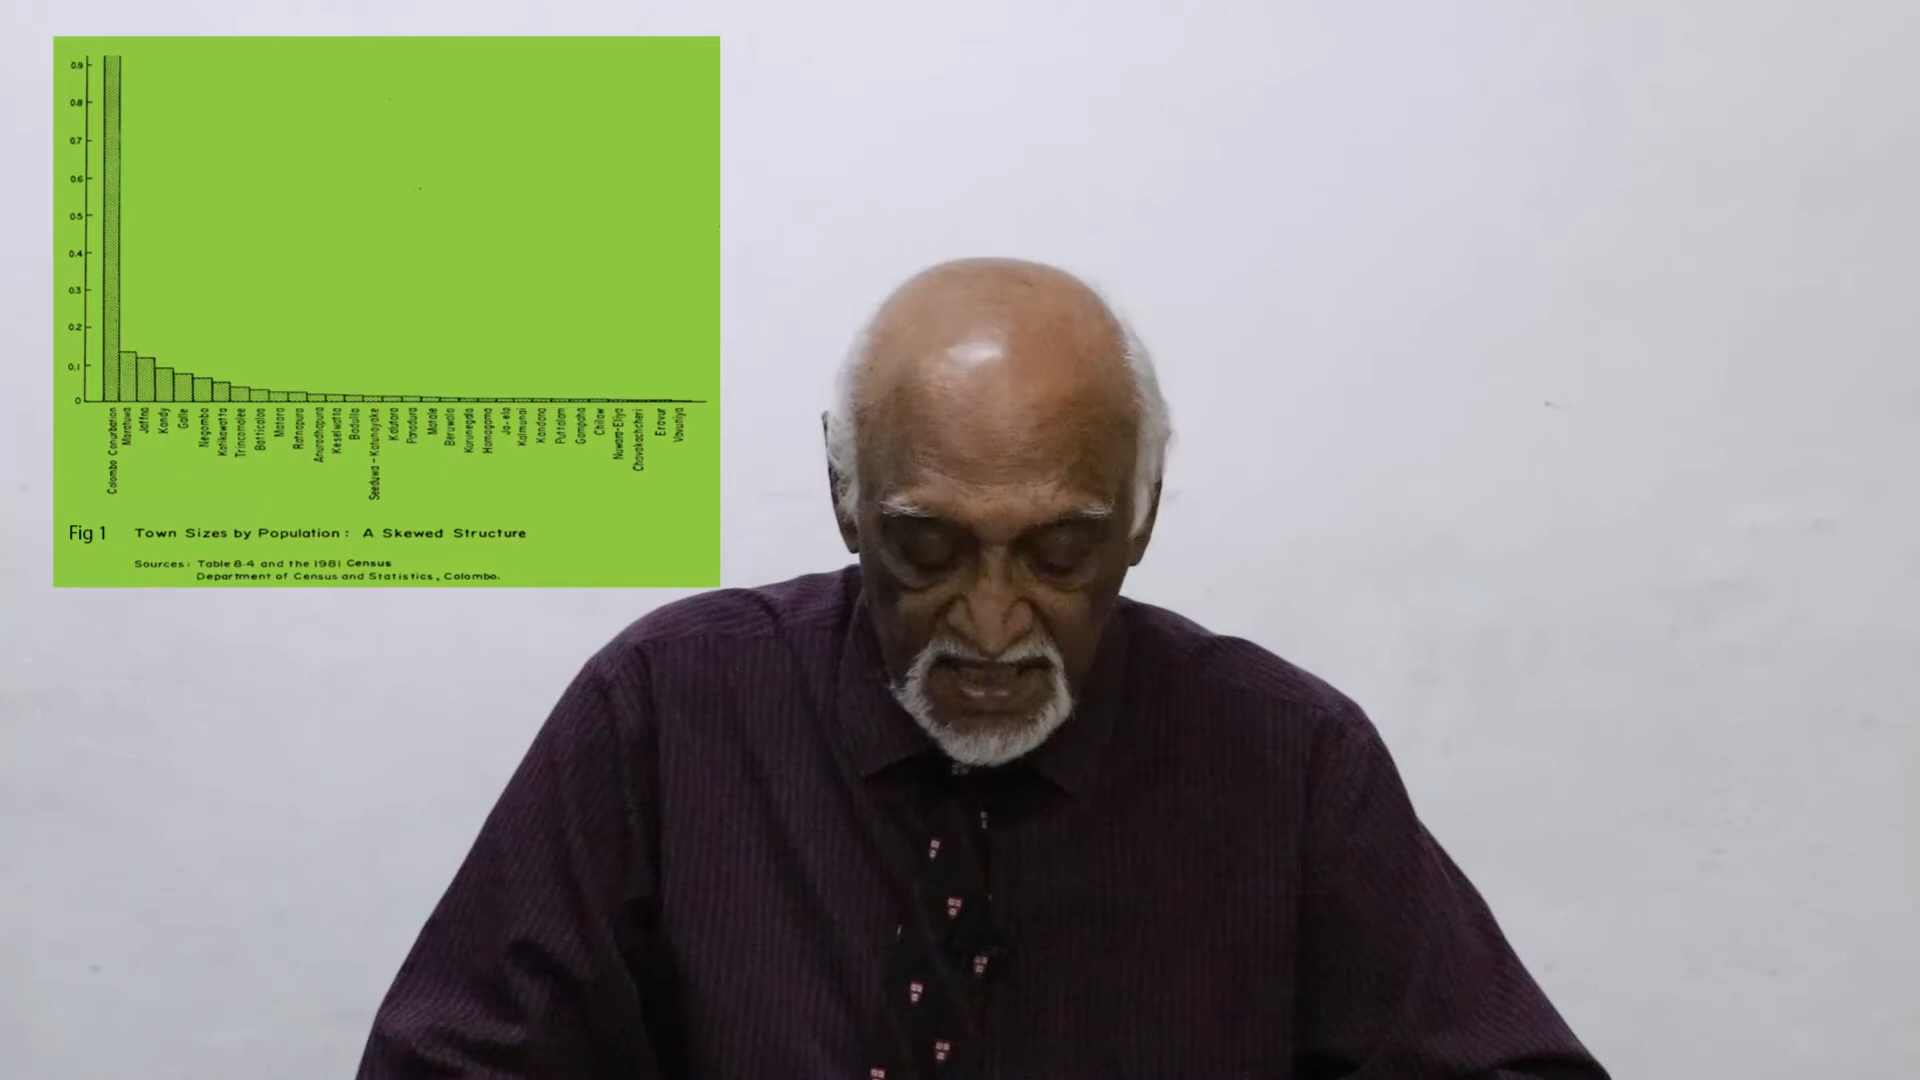 0.9
0.8
0.7
0.6
0.5
0.4
0.3
0.2
0.1
0
Colombo Conurbation
Moratuwa
Jaffna
Kandy
Galle
Negombo
Kotikawatta
Trincomalee
Batticaloa
Matara
Ratnapura
Anuradhapura
Keselwatta
Badulla
Seeduwa - Katunayake
Kalutara
Panadura
Matale
Beruwala
Kurunegala
Homagama
Ja-ela
Kalmunai
Kandana
Puttalam
Gampaha
Chilaw
Nuwara-Eliya
Chavakachcheri
Eravur
Vavuniya
Fig 1 Town Sizes by Population: A Skewed Structure
Sources: Table 8.4 and the 1981 Census
Department of Census and Statistics, Colombo.